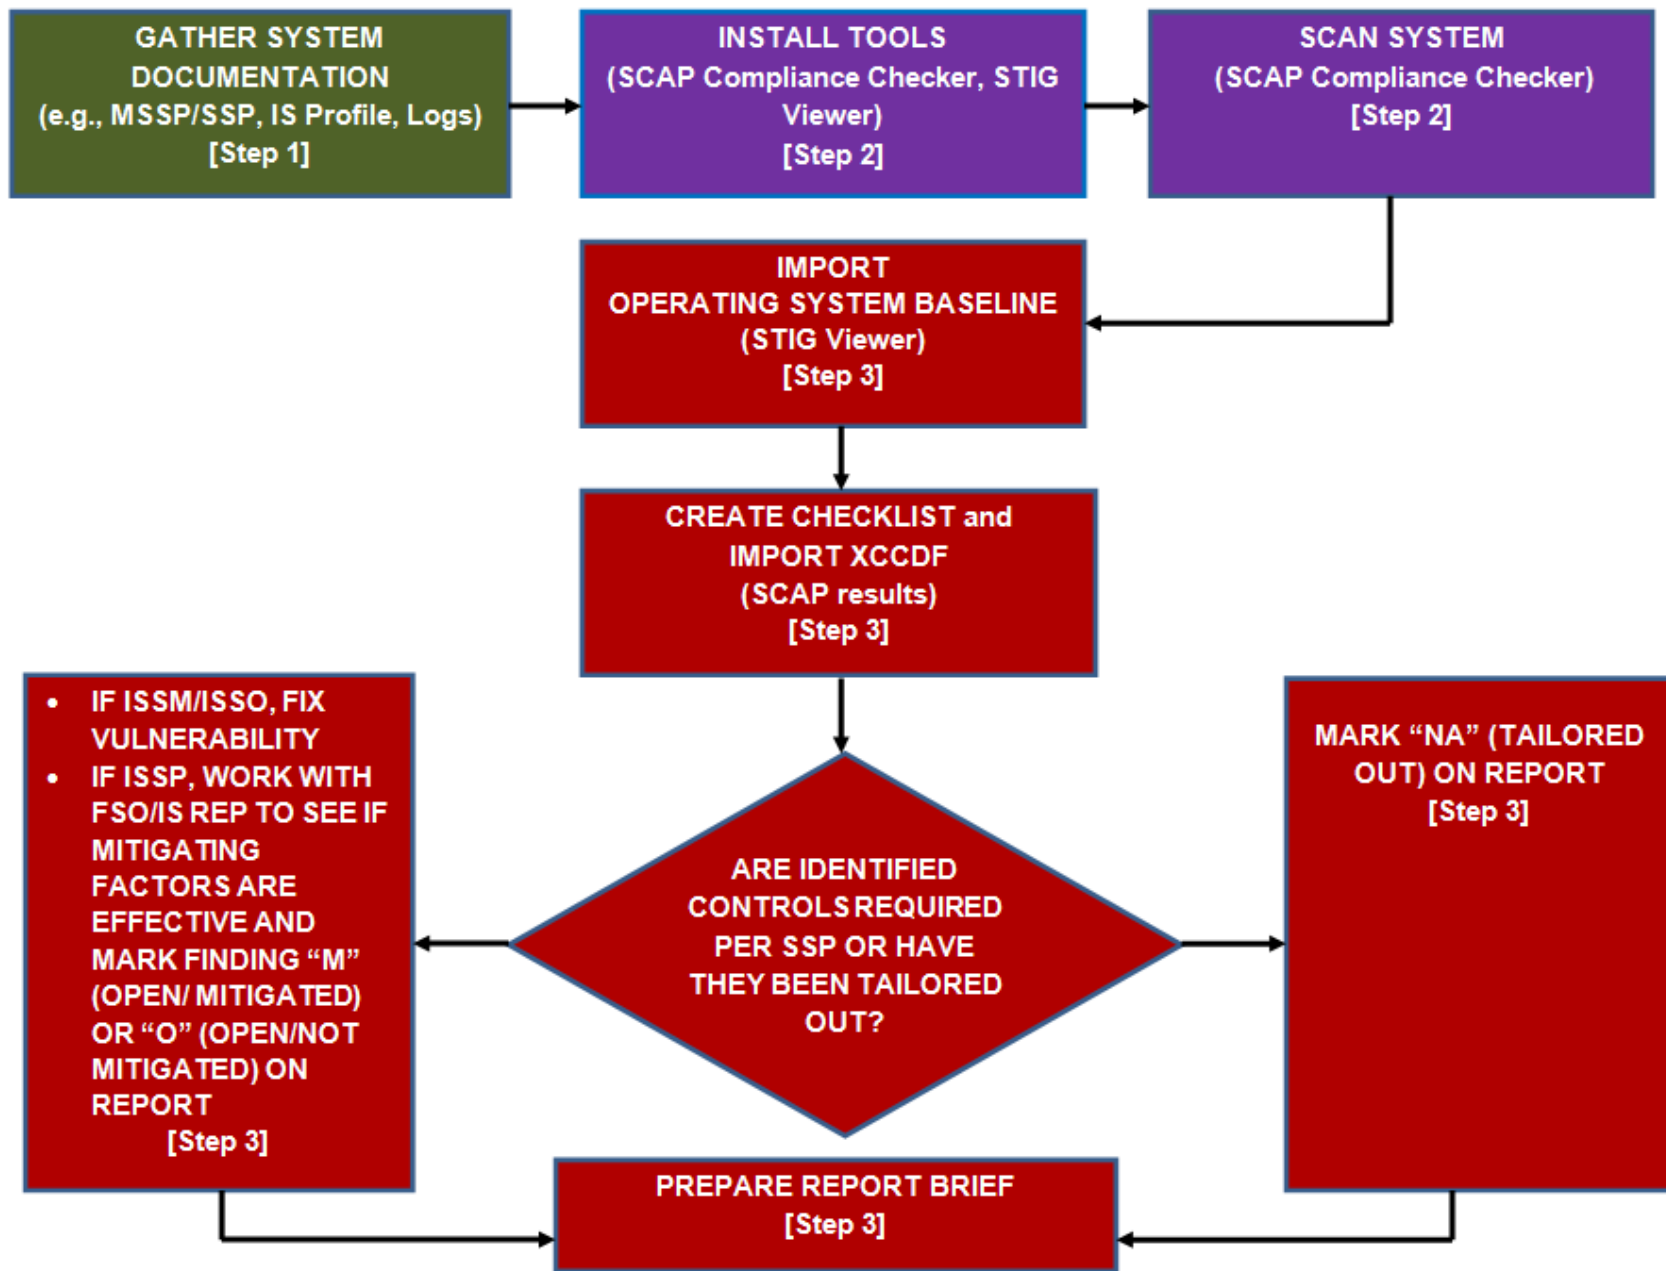 GATHER SYSTEM
DOCUMENTATION
(e.g., MSSP/SSP, IS Profile, Logs)
[Step 1]
INSTALL TOOLS
(SCAP Compliance Checker, STIG
Viewer)
[Step 2]
SCAN SYSTEM
(SCAP Compliance Checker)
[Step 2]
IMPORT
OPERATING SYSTEM BASELINE
(STIG Viewer)
[Step 3]
CREATE CHECKLIST and
IMPORT XCCDF
(SCAP results)
[Step 3]
• IF ISSM/ISSO, FIX
VULNERABILITY
• IF ISSP, WORK WITH
FSO/IS REP TO SEE IF
MITIGATING
FACTORS ARE
EFFECTIVE AND
MARK FINDING “M”
(OPEN/ MITIGATED)
OR “O” (OPEN/NOT
MITIGATED) ON
REPORT
[Step 3]
ARE IDENTIFIED
CONTROLS REQUIRED
PER SSP OR HAVE
THEY BEEN TAILORED
OUT?
MARK “NA” (TAILORED
OUT) ON REPORT
[Step 3]
PREPARE REPORT BRIEF
[Step 3]